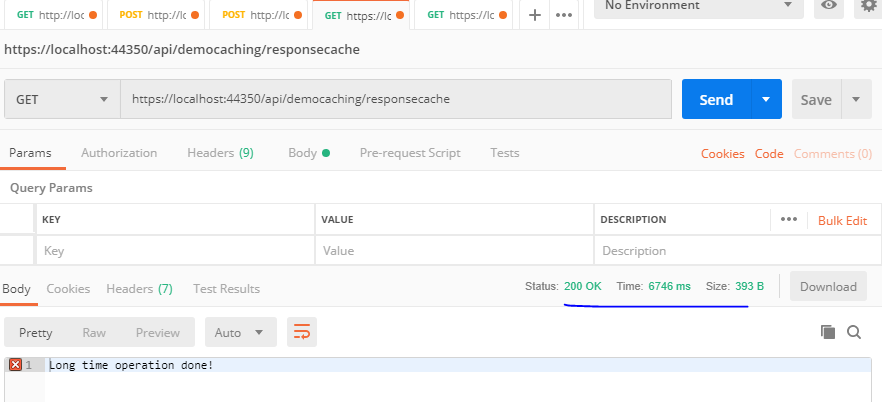 GET http://loc POST http://lc POST http://lc GET https://lc GET https://lc + ••• No Environment
https://localhost:44350/api/democaching/responsecache
GET https://localhost:44350/api/democaching/responsecache Send Save
Params Authorization Headers (9) Body Pre-request Script Tests Cookies Code Comments (0)
Query Params
KEY VALUE DESCRIPTION ••• Bulk Edit
Key Value Description
Body Cookies Headers (7) Test Results Status: 200 OK Time: 6746 ms Size: 393 B Download
Pretty Raw Preview Auto
1 Long time operation done!